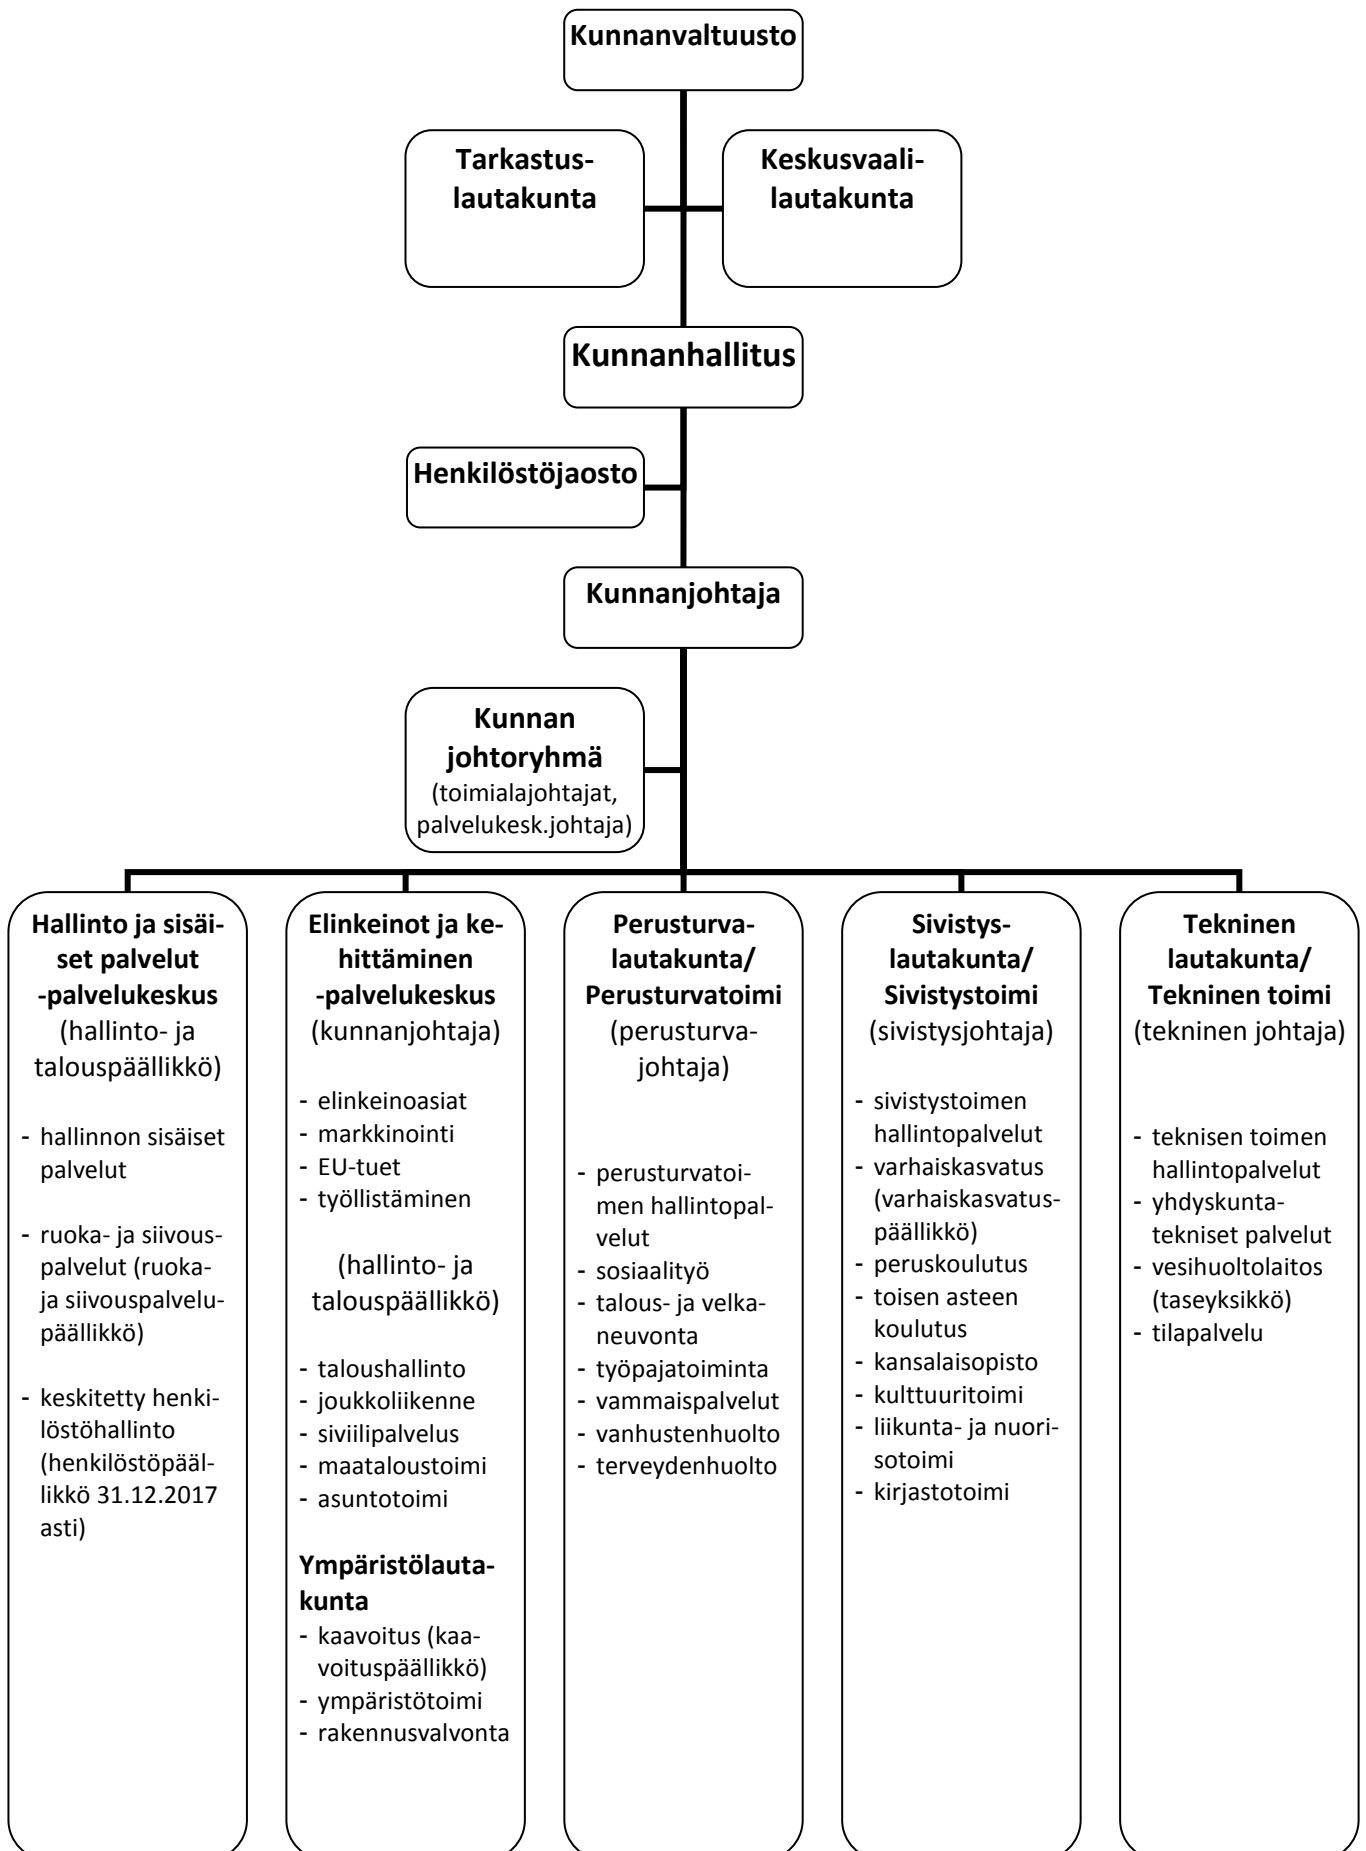 Kunnanvaltuusto
Tarkastus-
lautakunta
Keskusvaali-
lautakunta
Kunnanhallitus
Henkilöstöjaosto
Kunnanjohtaja
Kunnan
johtoryhmä
(toimialajohtajat,
palvelukesk.johtaja)
Hallinto ja sisäi-
set palvelut
-palvelukeskus
(hallinto- ja
talouspäällikkö)
- hallinnon sisäiset
palvelut
- ruoka- ja siivous-
palvelut (ruoka-
ja siivouspalvelu-
päällikkö)
- keskitetty henki-
löstöhallinto
(henkilöstöpääl-
likkö 31.12.2017
asti)
Elinkeinot ja ke-
hittäminen
-palvelukeskus
(kunnanjohtaja)
- elinkeinoasiat
- markkinointi
- EU-tuet
- työllistäminen
(hallinto- ja
talouspäällikkö)
- taloushallinto
- joukkoliikenne
- siviilipalvelus
- maataloustoimi
- asuntotoimi
Ympäristölauta-
kunta
- kaavoitus (kaa-
voituspäällikkö)
- ympäristötoimi
- rakennusvalvonta
Perusturva-
lautakunta/
Perusturvatoimi
(perusturva-
johtaja)
- perusturvatoi-
men hallintopal-
velut
- sosiaalityö
- talous- ja velka-
neuvonta
- työpajatoiminta
- vammaispalvelut
- vanhustenhuolto
- terveydenhuolto
Sivistys-
lautakunta/
Sivistystoimi
(sivistysjohtaja)
- sivistystoimen
hallintopalvelut
- varhaiskasvatus
(varhaiskasvatus-
päällikkö)
- peruskoulutus
- toisen asteen
koulutus
- kansalaisopisto
- kulttuuritoimi
- liikunta- ja nuori-
sotoimi
- kirjastotoimi
Tekninen
lautakunta/
Tekninen toimi
(tekninen johtaja)
- teknisen toimen
hallintopalvelut
- yhdyskunta-
tekniset palvelut
- vesihuoltolaitos
(taseyksikkö)
- tilapalvelu